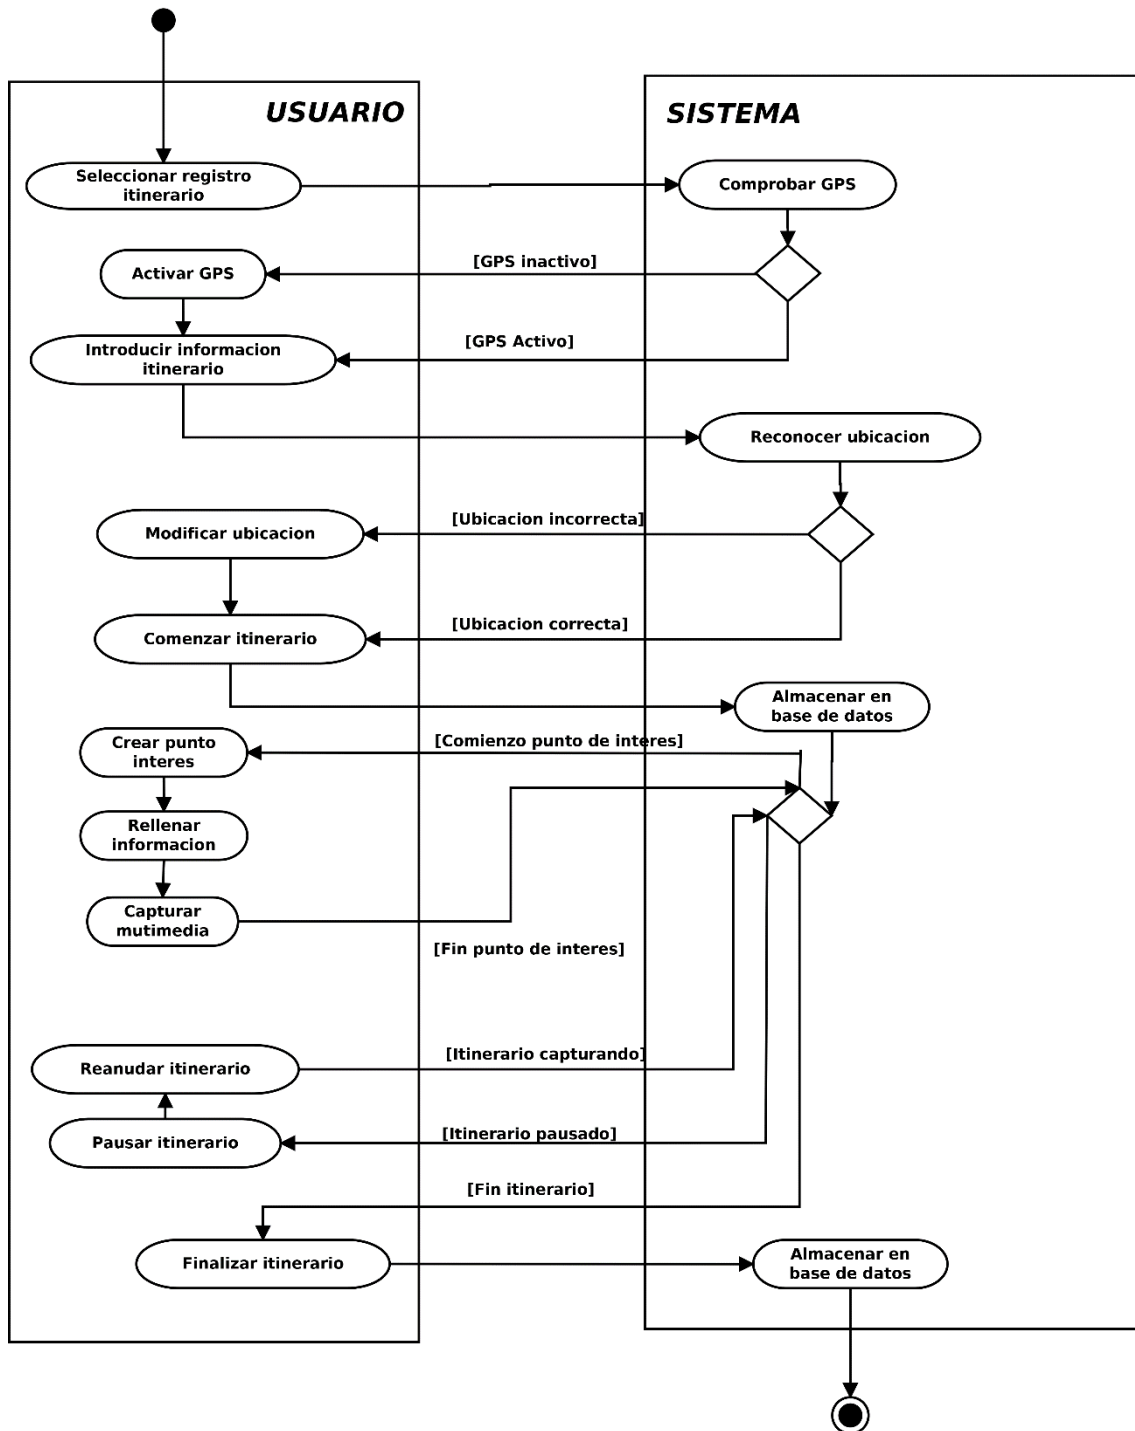 USUARIO
SISTEMA
Seleccionar registro
itinerario
Comprobar GPS
[GPS inactivo]
Activar GPS
[GPS Activo]
Introducir informacion
itinerario
Reconocer ubicacion
[Ubicacion incorrecta]
Modificar ubicacion
[Ubicacion correcta]
Comenzar itinerario
Almacenar en
base de datos
[Comienzo punto de interes]
Crear punto
interes
Rellenar
informacion
Capturar
mutimedia
[Fin punto de interes]
[Itinerario capturando]
Reanudar itinerario
[Itinerario pausado]
Pausar itinerario
[Fin itinerario]
Finalizar itinerario
Almacenar en
base de datos